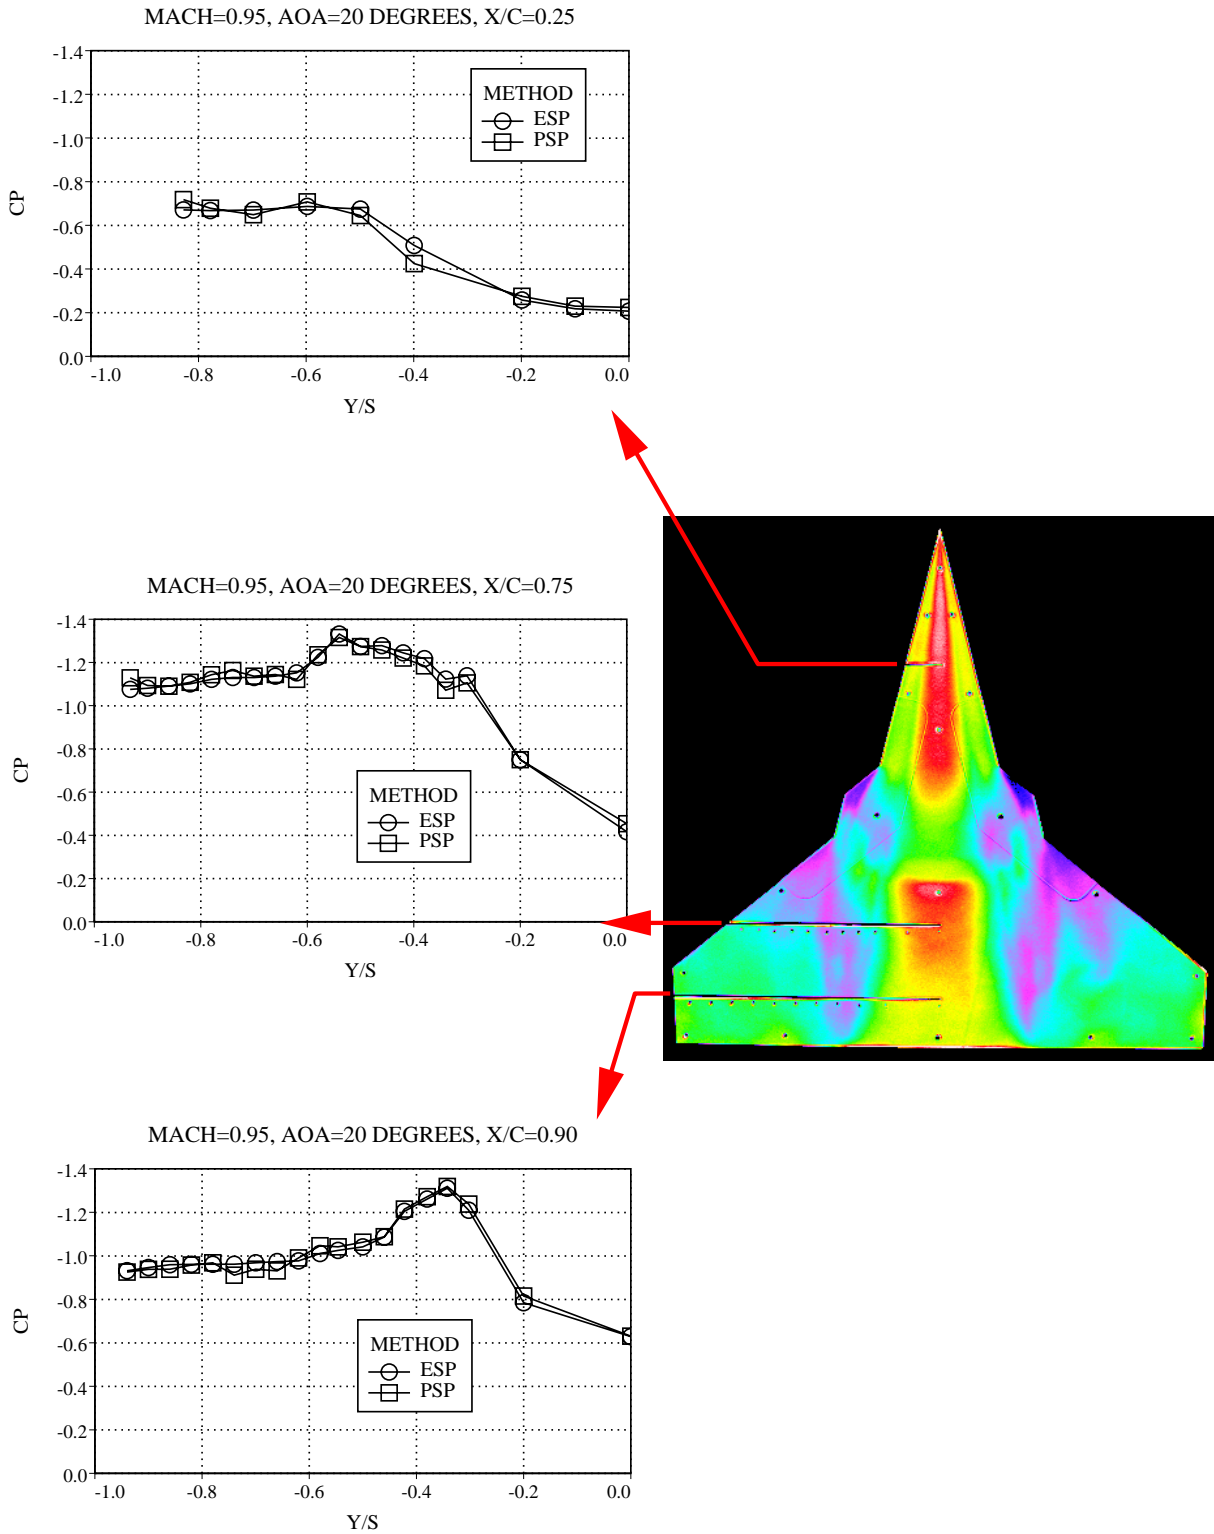 MACH=0.95, AOA=20 DEGREES, X/C=0.25
-1.4
-1.2
-1.0
-0.8
-0.6
-0.4
-0.2
0.0
CP
METHOD
ESP
PSP
-1.0 -0.8 -0.6 -0.4 -0.2 0.0
Y/S
MACH=0.95, AOA=20 DEGREES, X/C=0.75
-1.4
-1.2
-1.0
-0.8
-0.6
-0.4
-0.2
0.0
CP
METHOD
ESP
PSP
-1.0 -0.8 -0.6 -0.4 -0.2 0.0
Y/S
MACH=0.95, AOA=20 DEGREES, X/C=0.90
-1.4
-1.2
-1.0
-0.8
-0.6
-0.4
-0.2
0.0
CP
METHOD
ESP
PSP
-1.0 -0.8 -0.6 -0.4 -0.2 0.0
Y/S